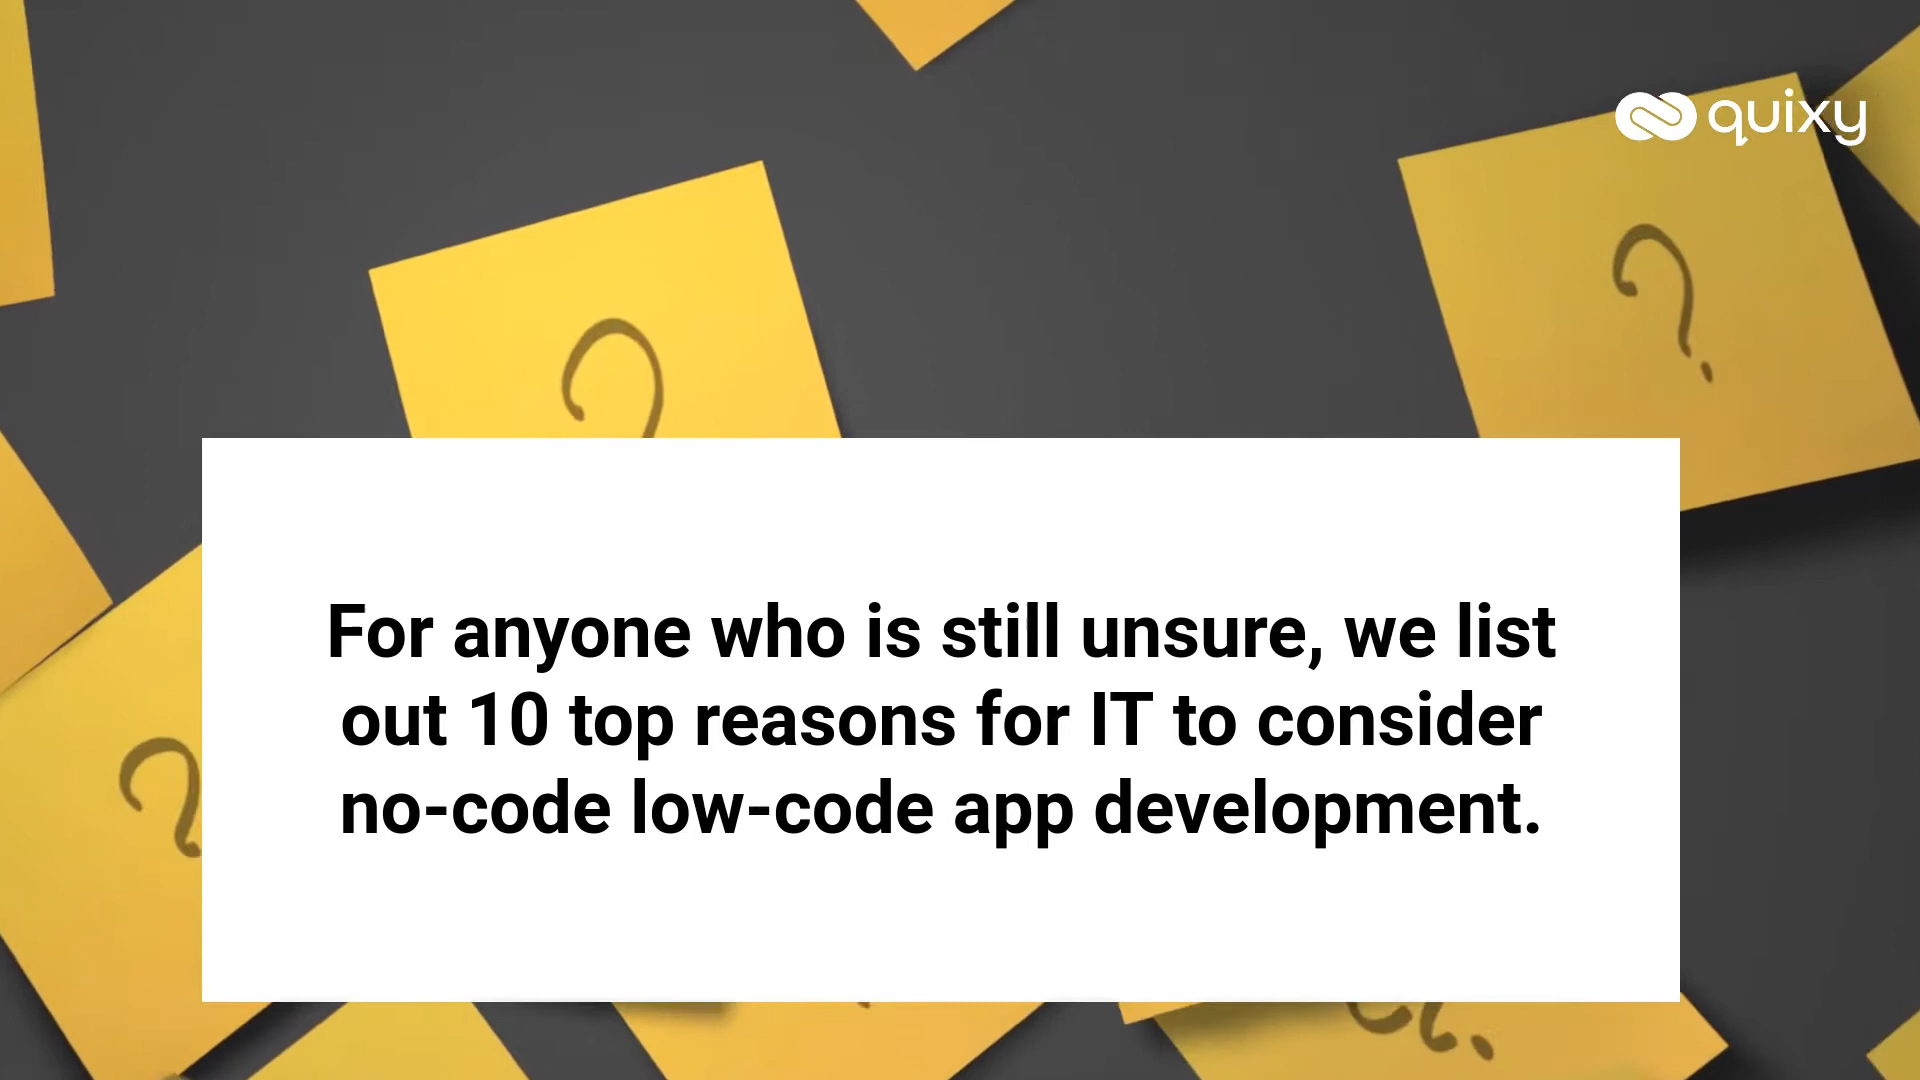 quixy
?
?
?
For anyone who is still unsure, we list
out 10 top reasons for IT to consider
no-code low-code app development.
?